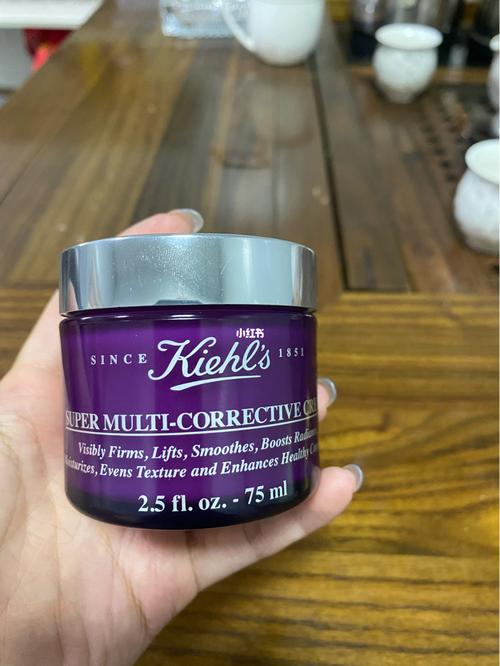 小红书
SINCE Kiehl's 1851
SUPER MULTI-CORRECTIVE
Visibly Firms, Lifts, Smoothes, Boosts
Evens Texture and Enhances Healthy
2.5 fl. oz. - 75 ml